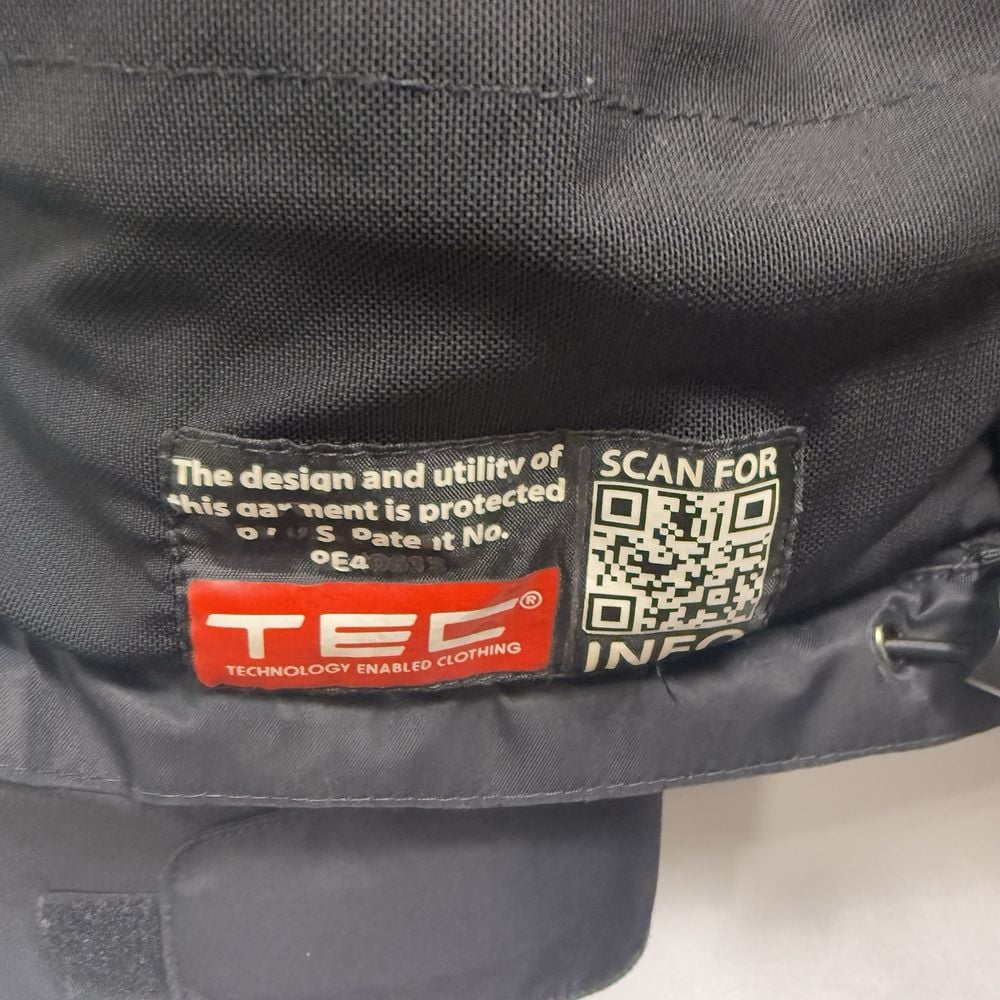 The design and utility of
this garment is protected
U.S. Patent No.
TEC®
TECHNOLOGY ENABLED CLOTHING
SCAN FOR
INFO